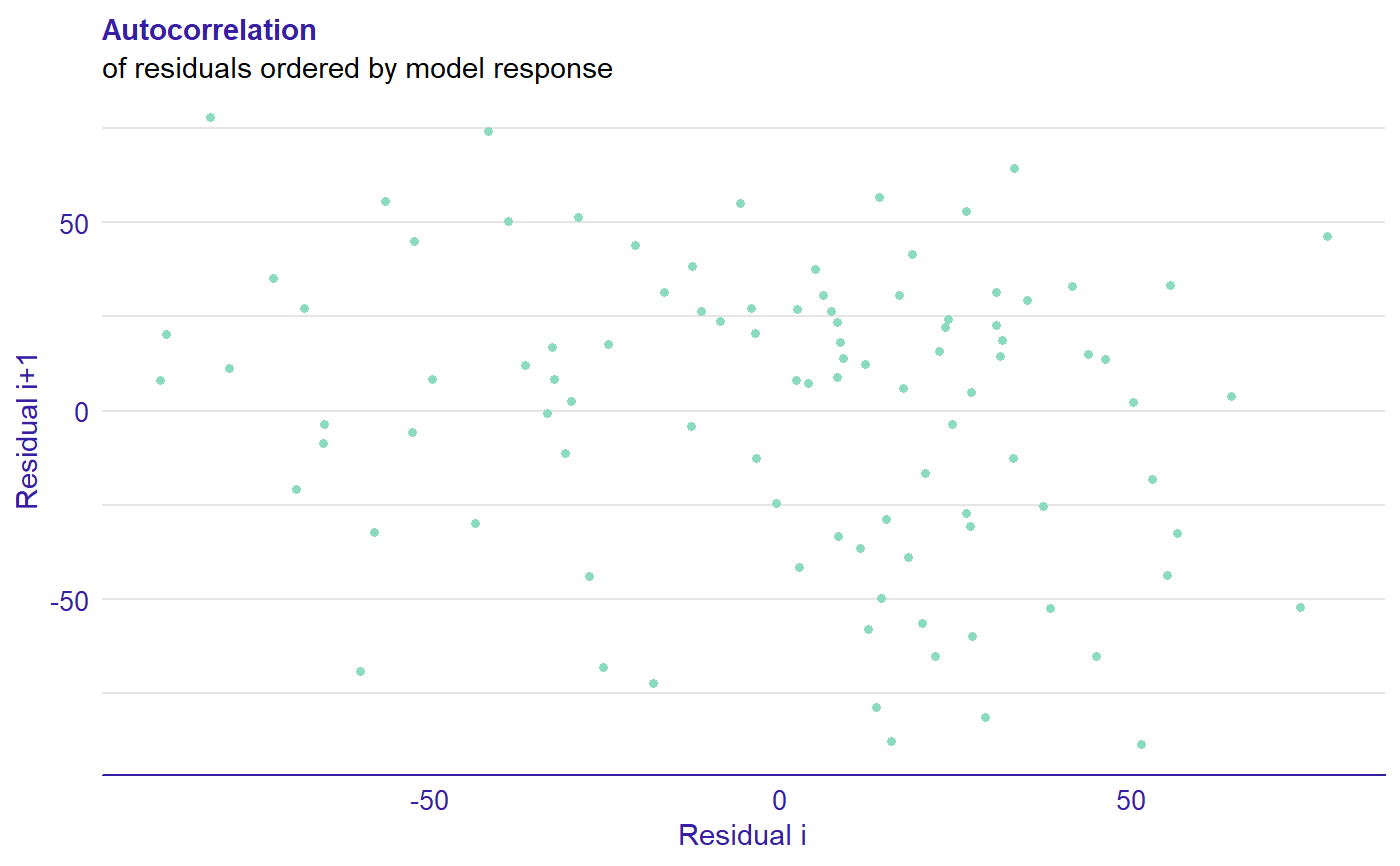 Autocorrelation
of residuals ordered by model response
Residual i+1
50
0
-50
-50
0
50
Residual i